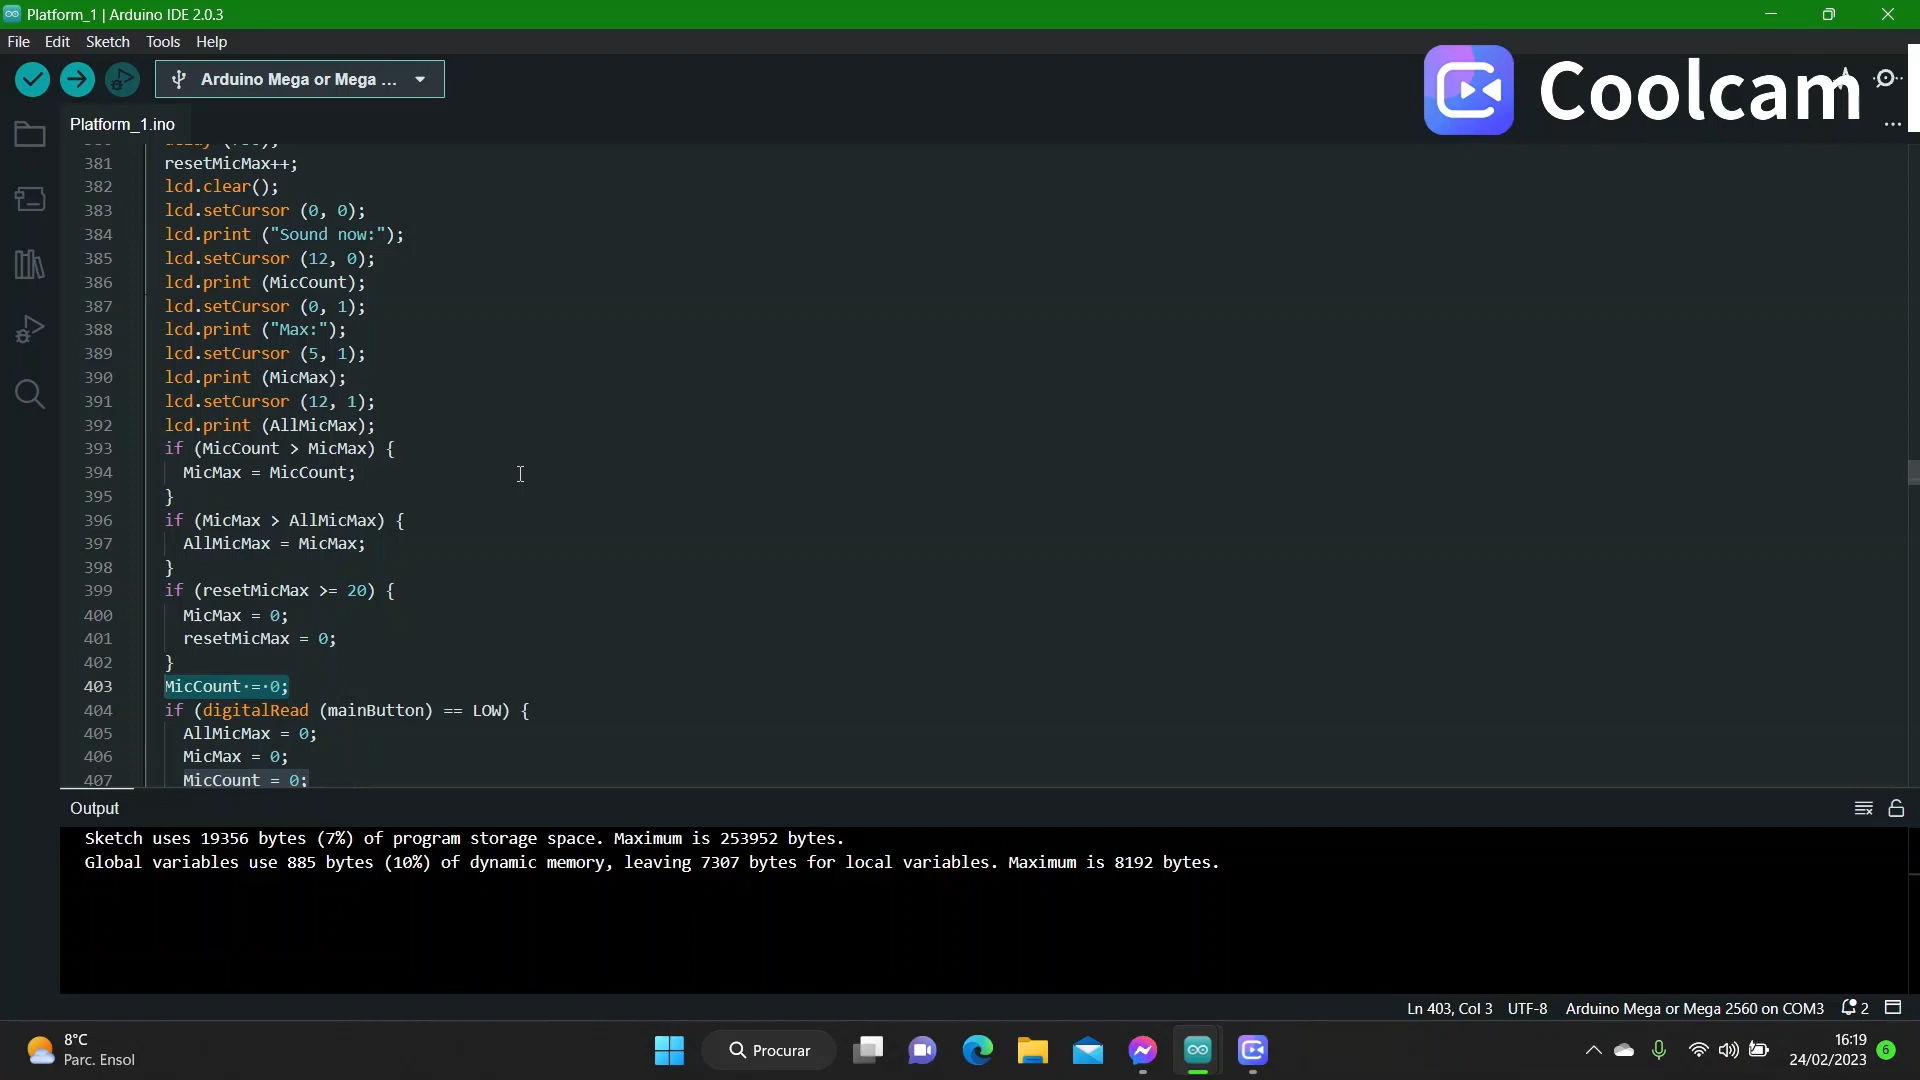 Platform_1 | Arduino IDE 2.0.3
File Edit Sketch Tools Help
Arduino Mega or Mega ...
Coolcam
Platform_1.ino
381 resetMicMax++;
382 lcd.clear();
383 lcd.setCursor (0, 0);
384 lcd.print ("Sound now:");
385 lcd.setCursor (12, 0);
386 lcd.print (MicCount);
387 lcd.setCursor (0, 1);
388 lcd.print ("Max:");
389 lcd.setCursor (5, 1);
390 lcd.print (MicMax);
391 lcd.setCursor (12, 1);
392 lcd.print (AllMicMax);
393 if (MicCount > MicMax) {
394 MicMax = MicCount;
395 }
396 if (MicMax > AllMicMax) {
397 AllMicMax = MicMax;
398 }
399 if (resetMicMax >= 20) {
400 MicMax = 0;
401 resetMicMax = 0;
402 }
403 MicCount·=·0;
404 if (digitalRead (mainButton) == LOW) {
405 AllMicMax = 0;
406 MicMax = 0;
407 MicCount = 0;
Output
Sketch uses 19356 bytes (7%) of program storage space. Maximum is 253952 bytes.
Global variables use 885 bytes (10%) of dynamic memory, leaving 7307 bytes for local variables. Maximum is 8192 bytes.
Ln 403, Col 3 UTF-8 Arduino Mega or Mega 2560 on COM3 2
8°C
Parc. Ensol
Procurar
16:19
24/02/2023
6